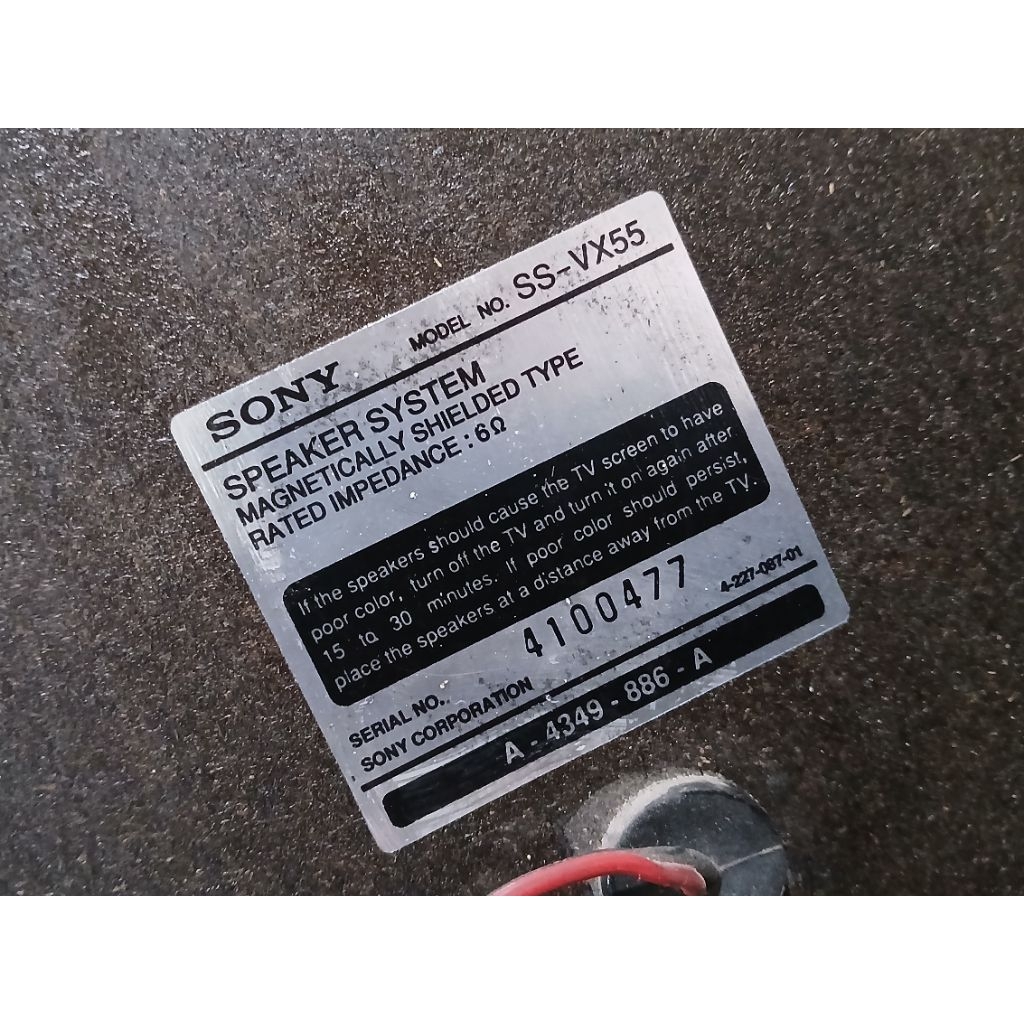 SONY MODEL NO. SS-VX55
SPEAKER SYSTEM
MAGNETICALLY SHIELDED TYPE
RATED IMPEDANCE : 6Ω
If the speakers should cause the TV screen to have
poor color, turn off the TV and turn it on again after
15 to 30 minutes. If poor color should persist,
place the speakers at a distance away from the TV.
SERIAL NO. 4100477
SONY CORPORATION 4-227-087-01
A - 4349 - 886 - A